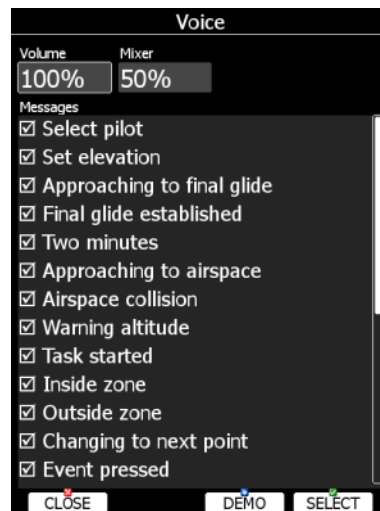 Voice
Volume Mixer
100% 50%
Messages
Select pilot
Set elevation
Approaching to final glide
Final glide established
Two minutes
Approaching to airspace
Airspace collision
Warning altitude
Task started
Inside zone
Outside zone
Changing to next point
Event pressed
CLOSE DEMO SELECT